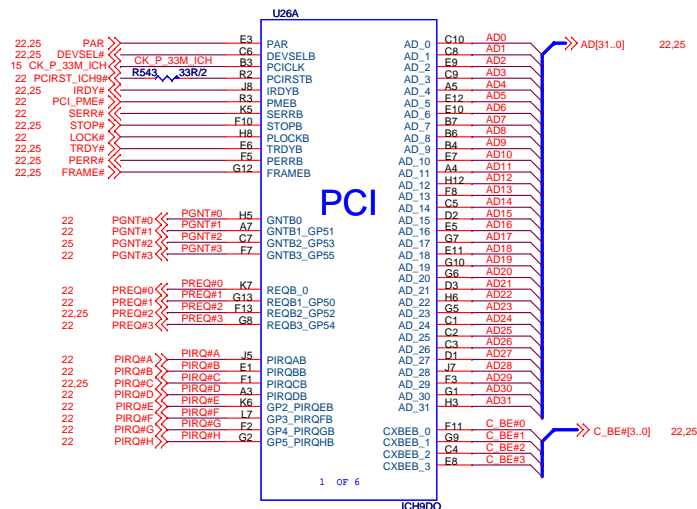 U26A
22,25 PAR E3 PAR AD_0 C10 AD0 AD[31..0] 22,25
DEVSEL# C6 DEVSELB AD_1 C8 AD1
15 CK_P_33M_ICH CK_P_33M_ICH B3 PCICLK AD_2 E9 AD2
22 PCIRST_ICH9# R543 33R/2 R2 PCIRSTB AD_3 C9 AD3
22,25 IRDY# J8 IRDYB AD_4 A5 AD4
22 PCI_PME# R3 PMEB AD_5 E12 AD5
22 SERR# K5 SERRB AD_6 E10 AD6
22,25 STOP# F10 STOPB AD_7 B7 AD7
22 LOCK# H8 PLOCKB AD_8 B6 AD8
22,25 TRDY# E6 TRDYB AD_9 B4 AD9
22,25 PERR# F5 PERRB AD_10 E7 AD10
22,25 FRAME# G12 FRAMEB AD_11 A4 AD11
AD_12 H12 AD12
AD_13 F8 AD13
PCI
AD_14 C5 AD14
22 PGNT#0 PGNT#0 H5 GNTB0 AD_15 D2 AD15
22 PGNT#1 PGNT#1 A7 GNTB1_GP51 AD_16 E5 AD16
25 PGNT#2 PGNT#2 C7 GNTB2_GP53 AD_17 G7 AD17
22 PGNT#3 PGNT#3 F7 GNTB3_GP55 AD_18 E11 AD18
AD_19 G10 AD19
AD_20 G6 AD20
22 PREQ#0 PREQ#0 K7 REQB_0 AD_21 D3 AD21
22 PREQ#1 PREQ#1 G13 REQB1_GP50 AD_22 H6 AD22
22,25 PREQ#2 PREQ#2 F13 REQB2_GP52 AD_23 G5 AD23
22 PREQ#3 PREQ#3 G8 REQB3_GP54 AD_24 C1 AD24
AD_25 C2 AD25
AD_26 C3 AD26
22 PIRQ#A PIRQ#A J5 PIRQAB AD_27 D1 AD27
22 PIRQ#B PIRQ#B E1 PIRQBB AD_28 J7 AD28
22,25 PIRQ#C PIRQ#C F1 PIRQCB AD_29 F3 AD29
22 PIRQ#D PIRQ#D A3 PIRQDB AD_30 G1 AD30
22 PIRQ#E PIRQ#E K6 GP2_PIRQEB AD_31 H3 AD31
22 PIRQ#F PIRQ#F L7 GP3_PIRQFB
22 PIRQ#G PIRQ#G F2 GP4_PIRQGB CXBEB_0 F11 C_BE#0 C_BE#[3..0] 22,25
22 PIRQ#H PIRQ#H G2 GP5_PIRQHB CXBEB_1 G9 C_BE#1
CXBEB_2 C4 C_BE#2
CXBEB_3 E8 C_BE#3
1 OF 6
ICH9DO